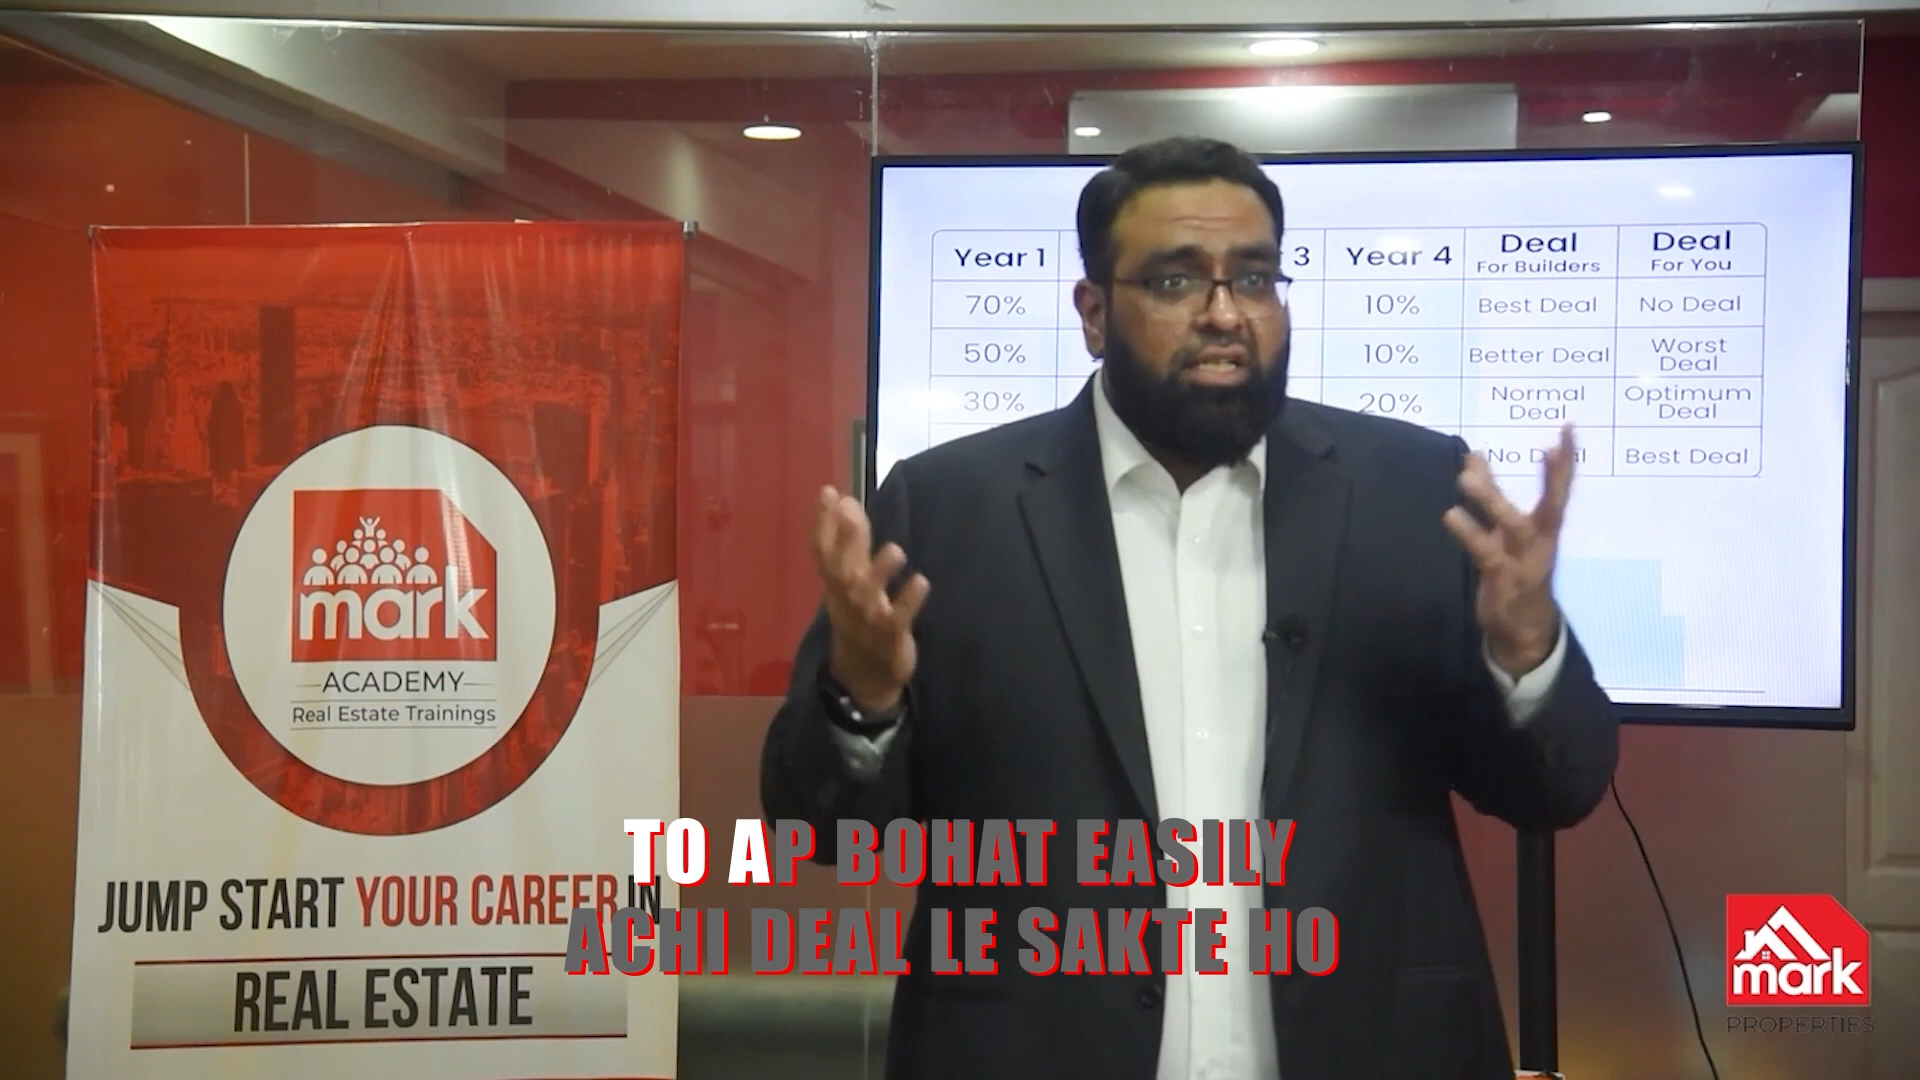 mark
ACADEMY
Real Estate Trainings
JUMP START YOUR CAREER IN
REAL ESTATE
Year 1 3 Year 4 Deal For Builders Deal For You
70% 10% Best Deal No Deal
50% 10% Better Deal Worst Deal
30% 20% Normal Deal Optimum Deal
No Deal Best Deal
TO AP BOHAT EASILY
ACHI DEAL LE SAKTE HO
mark
PROPERTIES